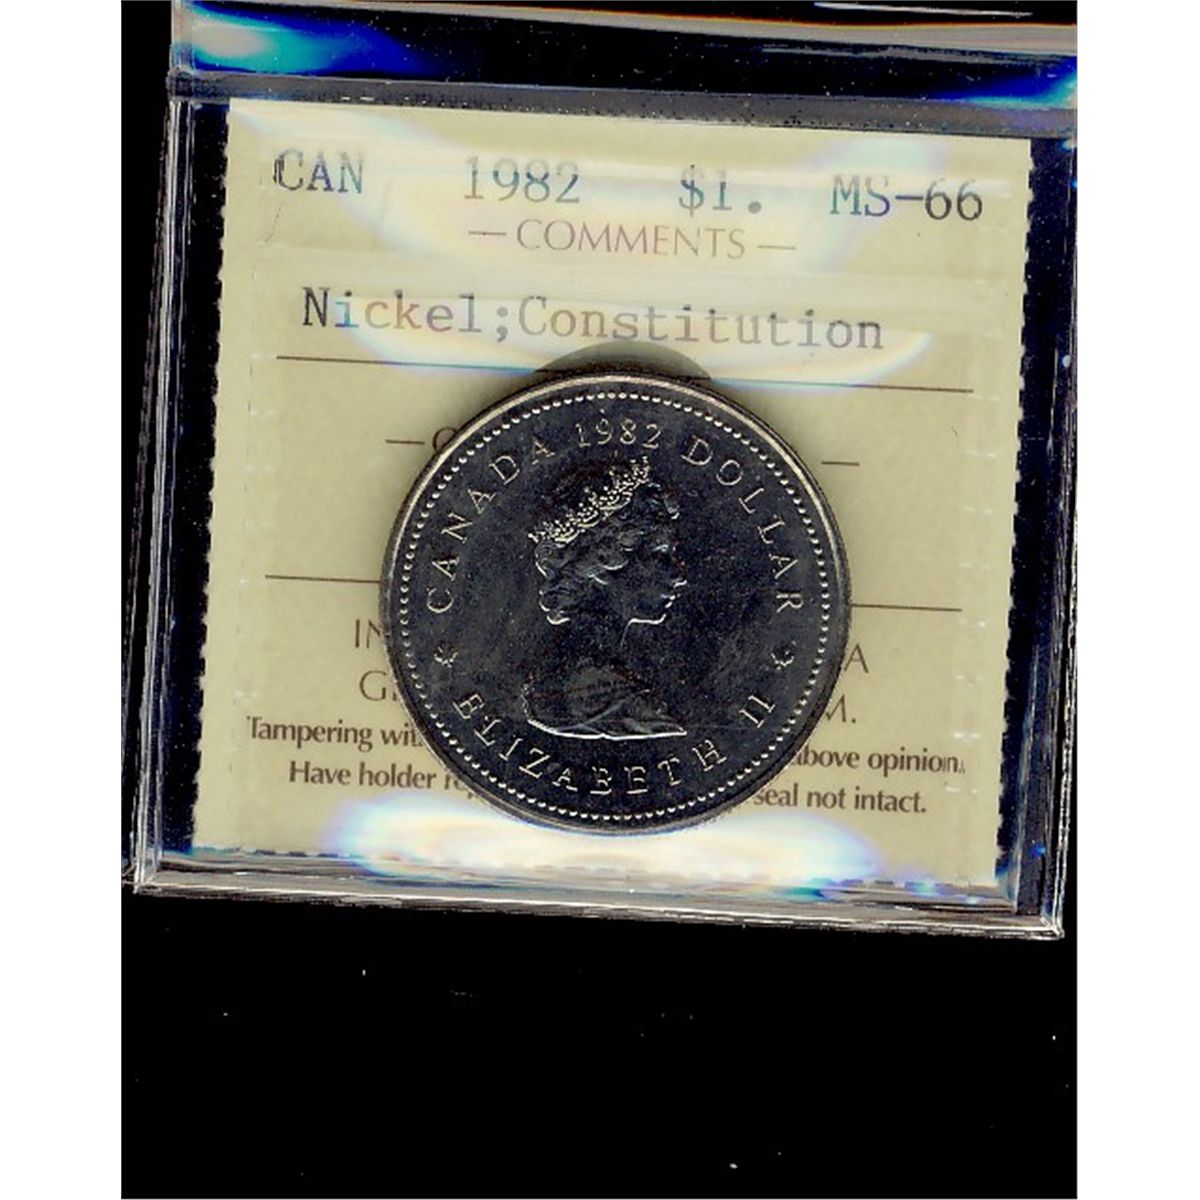 CAN 1982 $1. MS-66
— COMMENTS —
Nickel;Constitution
CANADA 1982 DOLLAR
ELIZABETH II
Tampering above opinion.
Have holder seal not intact.